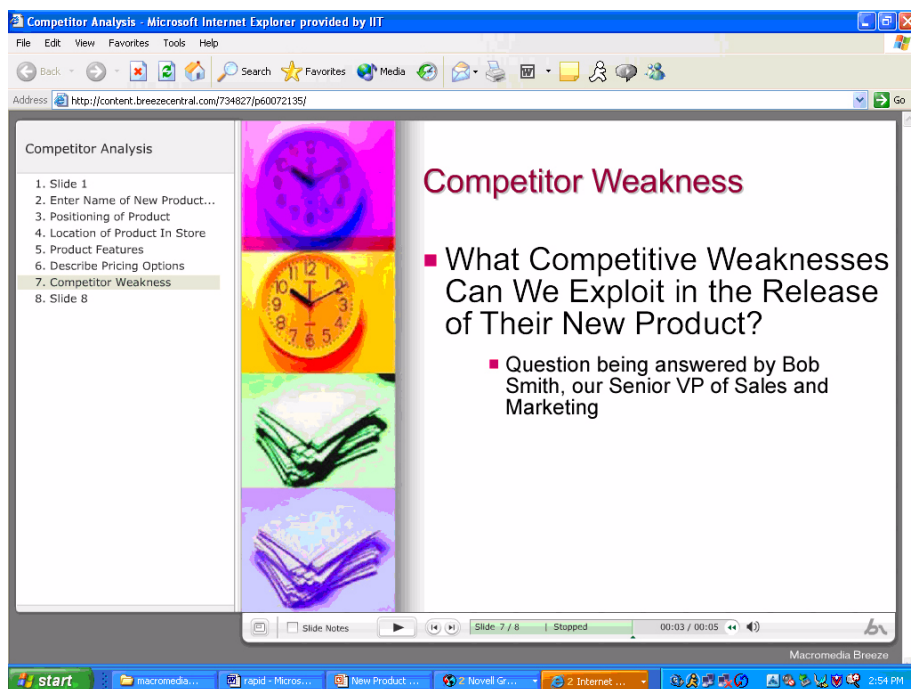 Competitor Analysis - Microsoft Internet Explorer provided by IIT
File Edit View Favorites Tools Help
Back Search Favorites Media
Address http://content.breezecentral.com/734827/p60072135/ Go
Competitor Analysis
1. Slide 1
2. Enter Name of New Product...
3. Positioning of Product
4. Location of Product In Store
5. Product Features
6. Describe Pricing Options
7. Competitor Weakness
8. Slide 8
Competitor Weakness
What Competitive Weaknesses
Can We Exploit in the Release
of Their New Product?
Question being answered by Bob
Smith, our Senior VP of Sales and
Marketing
Slide Notes Slide 7 / 8 | Stopped 00:03 / 00:05
Macromedia Breeze
start macromedia... rapid - Micros... New Product ... 2 Novell Gr... 2 Internet ... 2:54 PM